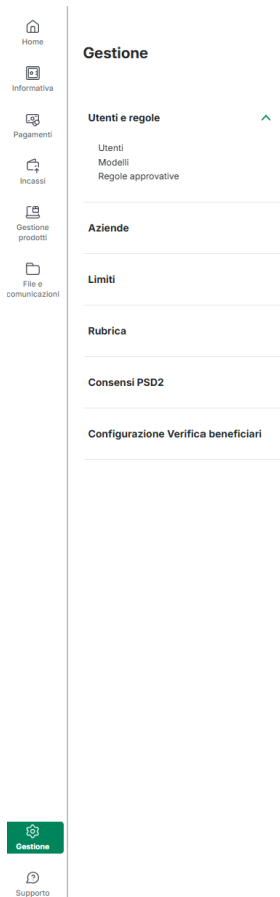 Home
Informativa
Pagamenti
Incassi
Gestione
prodotti
File e
comunicazioni
Gestione
Supporto
Gestione
Utenti e regole
Utenti
Modelli
Regole approvative
Aziende
Limiti
Rubrica
Consensi PSD2
Configurazione Verifica beneficiari